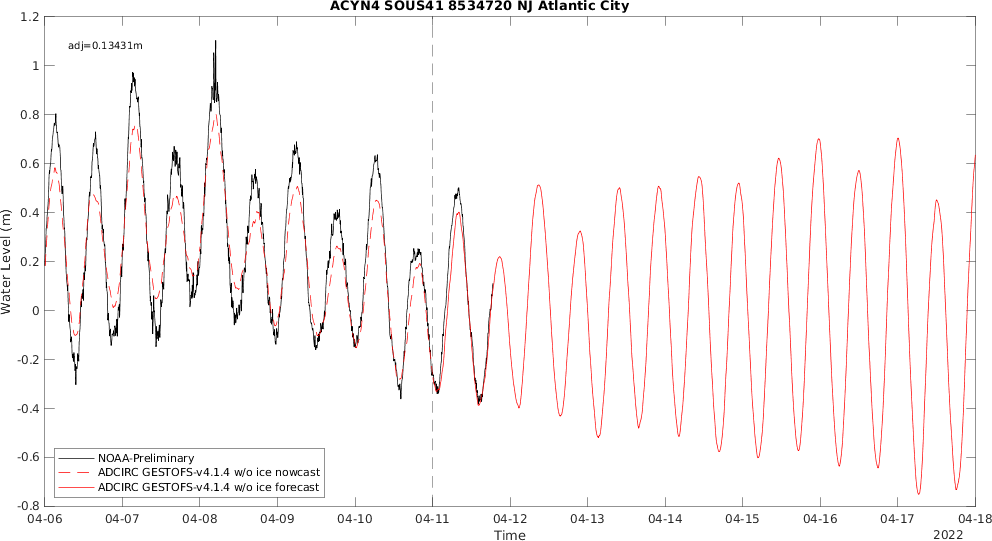 ACYN4 SOUS41 8534720 NJ Atlantic City
adj=0.13431m
Water Level (m)
1.2
1
0.8
0.6
0.4
0.2
0
-0.2
-0.4
-0.6
-0.8
NOAA-Preliminary
ADCIRC GESTOFS-v4.1.4 w/o ice nowcast
ADCIRC GESTOFS-v4.1.4 w/o ice forecast
04-06 04-07 04-08 04-09 04-10 04-11 04-12 04-13 04-14 04-15 04-16 04-17 04-18
Time
2022